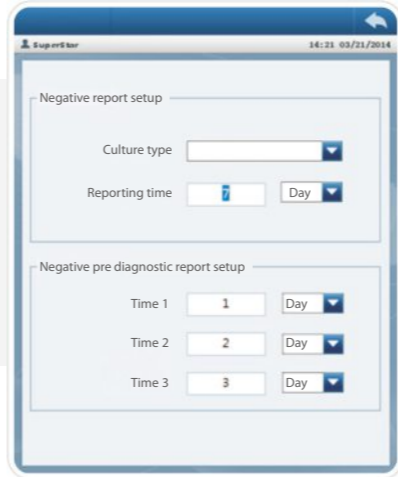 SuperStar 14:21 03/21/2014
Negative report setup
Culture type
Reporting time 7 Day
Negative pre diagnostic report setup
Time 1 1 Day
Time 2 2 Day
Time 3 3 Day